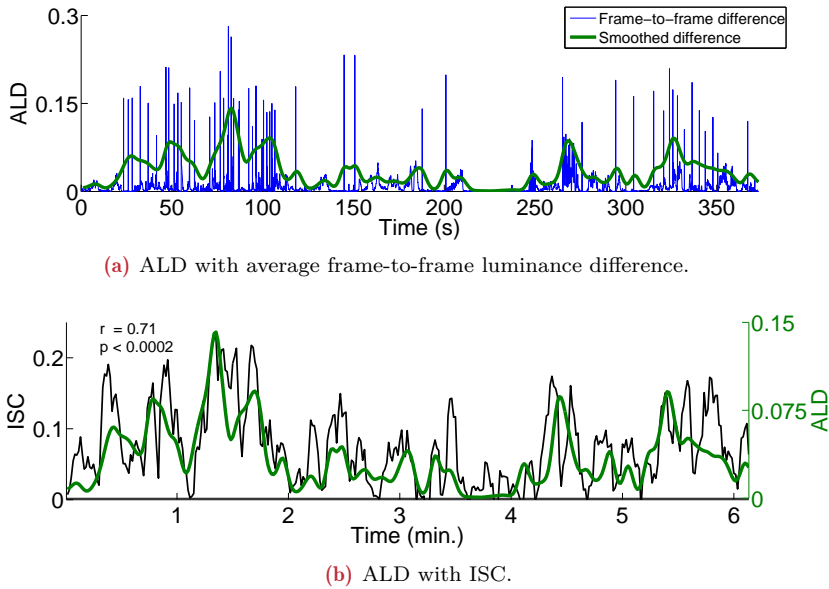 Frame-to-frame difference
Smoothed difference
0.3
0.15
0
ALD
0 50 100 150 200 250 300 350
Time (s)
(a) ALD with average frame-to-frame luminance difference.
r = 0.71
p < 0.0002
0.2
0.1
0
ISC
0.15
0.075
0
ALD
1 2 3 4 5 6
Time (min.)
(b) ALD with ISC.